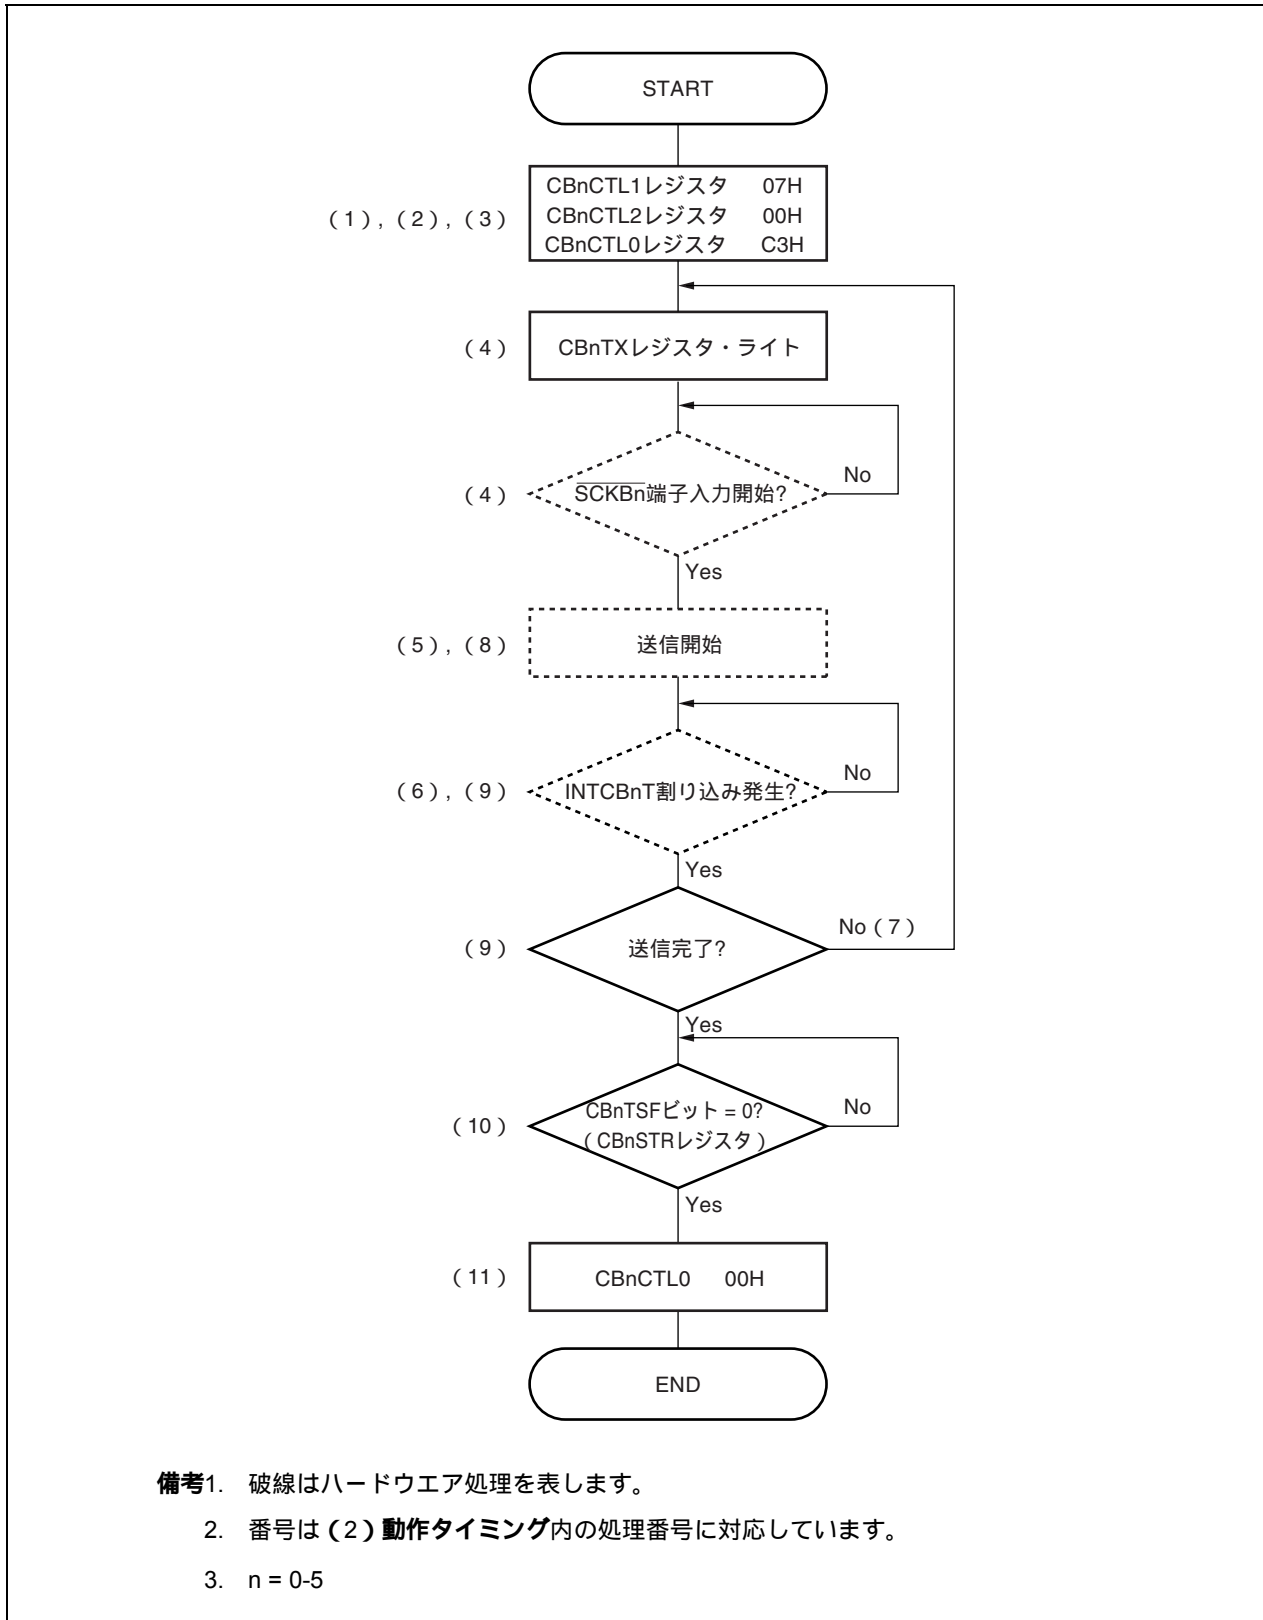 START
CBnCTL1レジスタ 07H
CBnCTL2レジスタ 00H
CBnCTL0レジスタ C3H
（1），（2），（3）
（4） CBnTXレジスタ・ライト
（4） SCKBn端子入力開始?
No
Yes
（5），（8） 送信開始
（6），（9） INTCBnT割り込み発生?
No
Yes
（9） 送信完了?
No（7）
Yes
（10） CBnTSFビット = 0?
（CBnSTRレジスタ）
No
Yes
（11） CBnCTL0 00H
END
備考1. 破線はハードウエア処理を表します。
2. 番号は（2）動作タイミング内の処理番号に対応しています。
3. n = 0-5